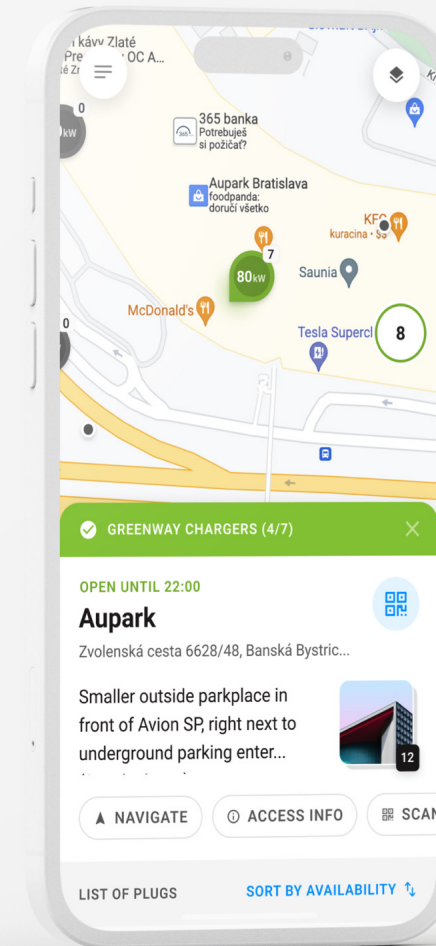 kávy Zlaté
OC A...
0
kW
365 banka
365
Potrebuješ
si požičať?
Aupark Bratislava
foodpanda:
doručí všetko
KFC
kuracina • $$
7
80 kW
Saunia
McDonald's
0
Tesla Supercl
8
GREENWAY CHARGERS (4/7)
OPEN UNTIL 22:00
Aupark
Zvolenská cesta 6628/48, Banská Bystric...
Smaller outside parkplace in
front of Avion SP, right next to
underground parking enter...
12
NAVIGATE
ACCESS INFO
SCAN
LIST OF PLUGS
SORT BY AVAILABILITY